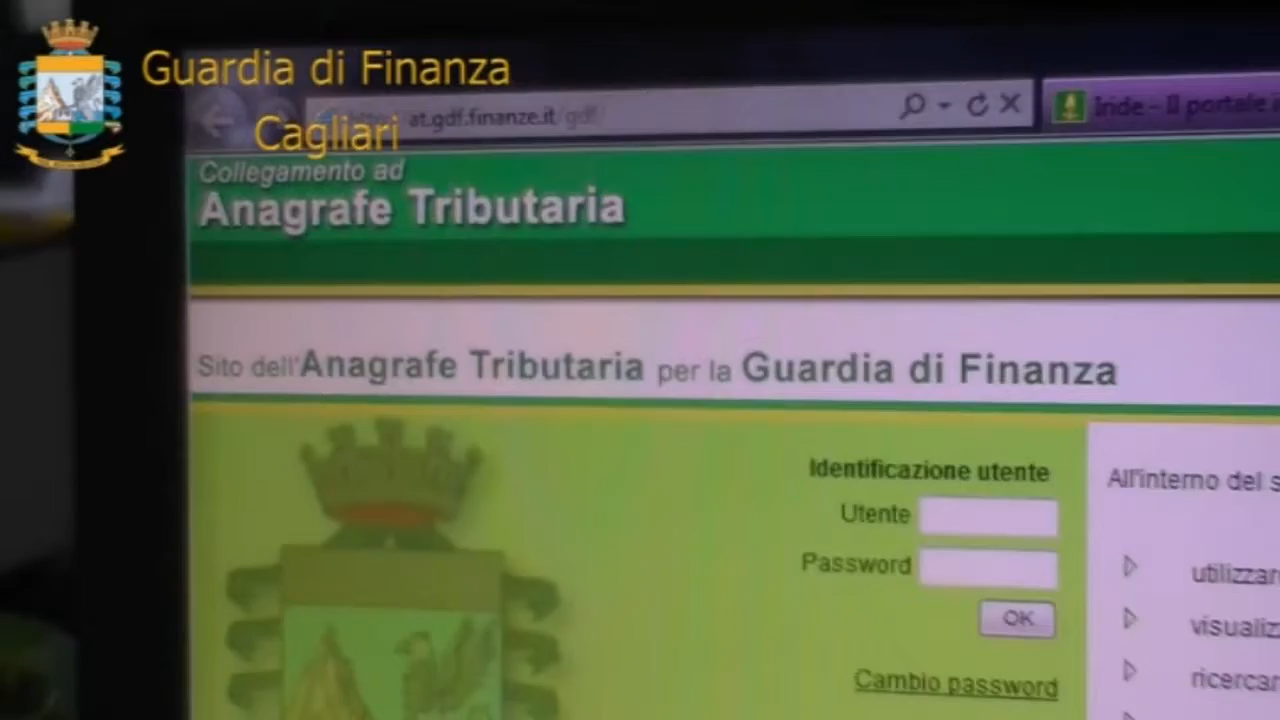 Guardia di Finanza
Cagliari
at.gdf.finanze.it/gdf/
Iride - Il portale
Collegamento ad
Anagrafe Tributaria
Sito dell'Anagrafe Tributaria per la Guardia di Finanza
Identificazione utente
Utente
Password
OK
Cambio password
All'interno del s
utilizzar
visualiz
ricercar